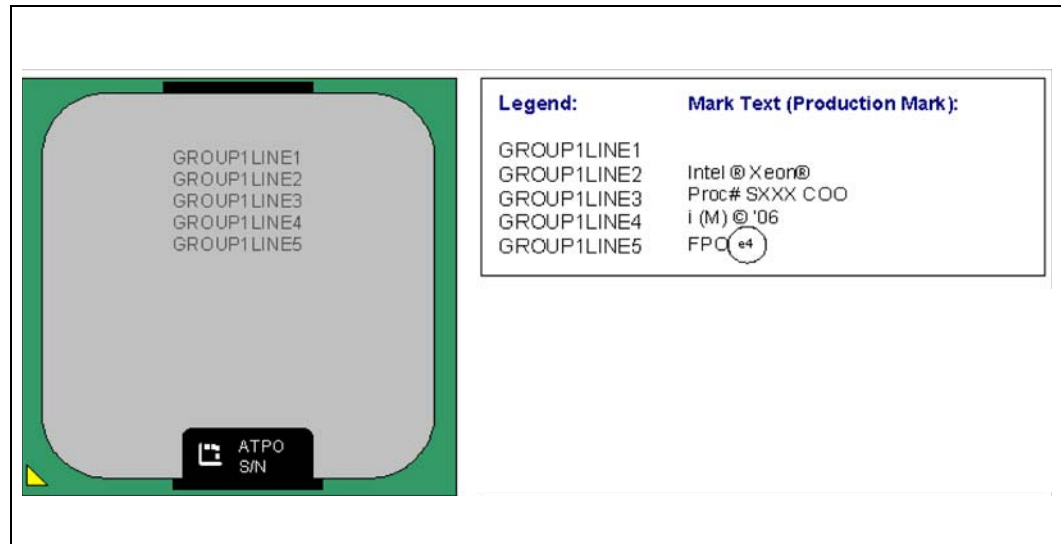 GROUP1LINE1
GROUP1LINE2
GROUP1LINE3
GROUP1LINE4
GROUP1LINE5
ATPO
S/N
Legend: Mark Text (Production Mark):
GROUP1LINE1
GROUP1LINE2 Intel ® Xeon®
GROUP1LINE3 Proc# SXXX COO
GROUP1LINE4 i (M) © '06
GROUP1LINE5 FPO e4